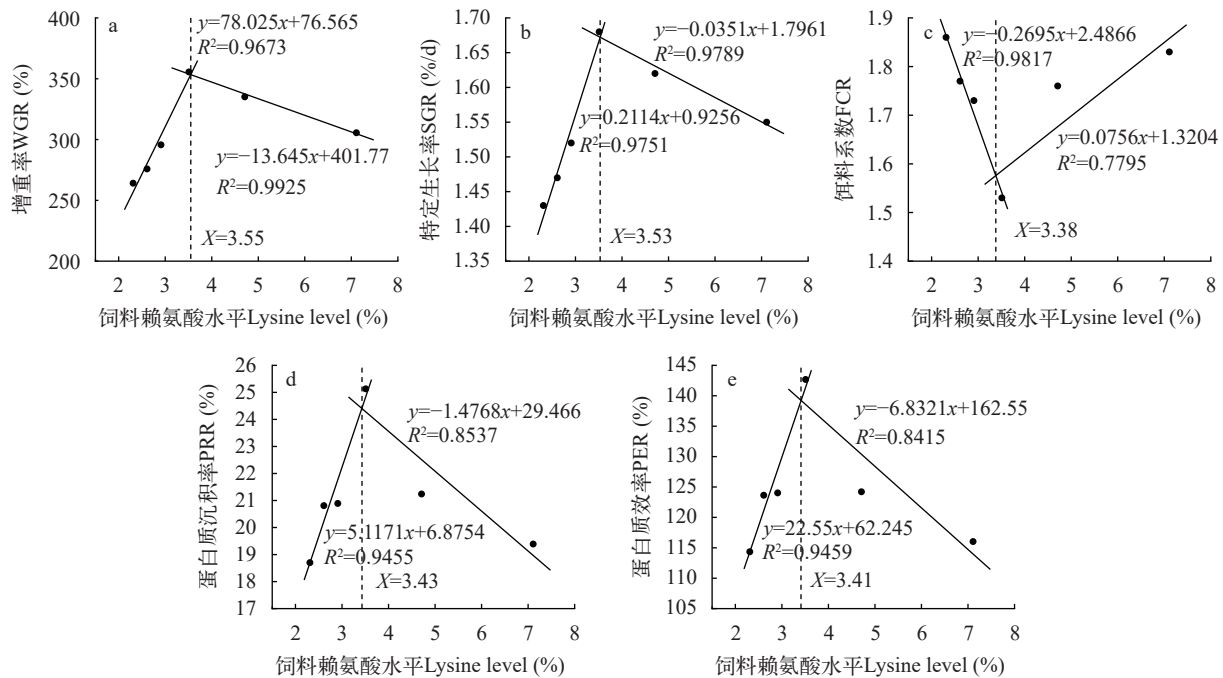 a
增重率WGR (%)
400
350
300
250
200
y=78.025x+76.565
R²=0.9673
y=−13.645x+401.77
R²=0.9925
X=3.55
2 3 4 5 6 7 8
饲料赖氨酸水平Lysine level (%)
b
特定生长率SGR (%/d)
1.70
1.65
1.60
1.55
1.50
1.45
1.40
1.35
y=−0.0351x+1.7961
R²=0.9789
y=0.2114x+0.9256
R²=0.9751
X=3.53
2 3 4 5 6 7 8
饲料赖氨酸水平Lysine level (%)
c
饵料系数FCR
1.9
1.8
1.7
1.6
1.5
1.4
y=−0.2695x+2.4866
R²=0.9817
y=0.0756x+1.3204
R²=0.7795
X=3.38
2 3 4 5 6 7 8
饲料赖氨酸水平Lysine level (%)
d
蛋白质沉积率PRR (%)
26
25
24
23
22
21
20
19
18
17
y=−1.4768x+29.466
R²=0.8537
y=5.1171x+6.8754
R²=0.9455
X=3.43
2 3 4 5 6 7 8
饲料赖氨酸水平Lysine level (%)
e
蛋白质效率PER (%)
145
140
135
130
125
120
115
110
105
y=−6.8321x+162.55
R²=0.8415
y=22.55x+62.245
R²=0.9459
X=3.41
2 3 4 5 6 7 8
饲料赖氨酸水平Lysine level (%)